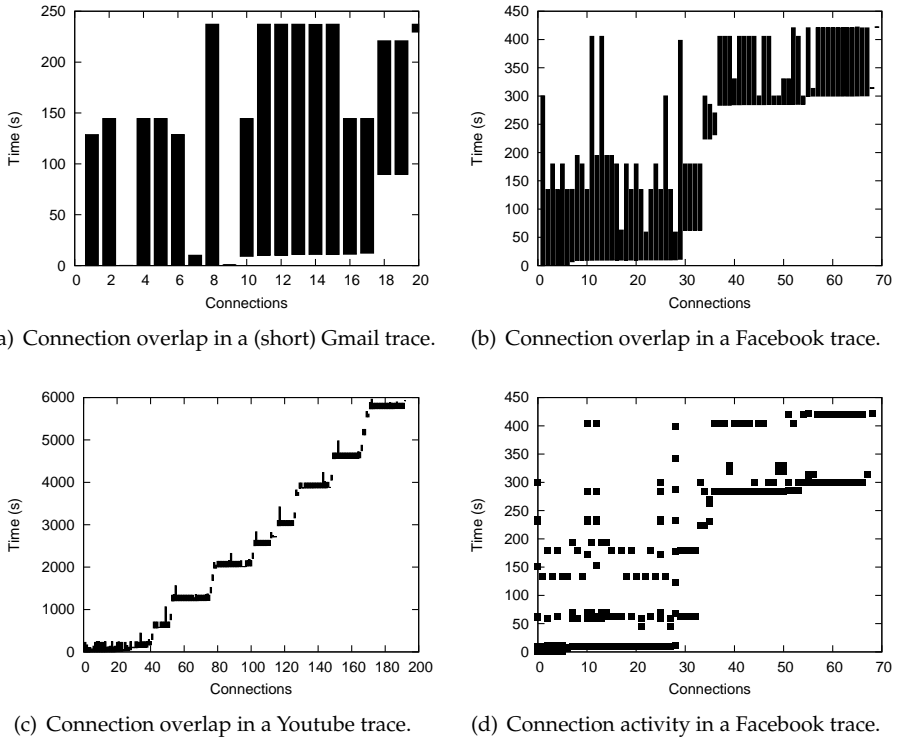 250
200
150
100
50
0
Time (s)
0 2 4 6 8 10 12 14 16 18 20
Connections
a) Connection overlap in a (short) Gmail trace.
450
400
350
300
250
200
150
100
50
0
Time (s)
0 10 20 30 40 50 60 70
Connections
(b) Connection overlap in a Facebook trace.
6000
5000
4000
3000
2000
1000
0
Time (s)
0 20 40 60 80 100 120 140 160 180 200
Connections
(c) Connection overlap in a Youtube trace.
450
400
350
300
250
200
150
100
50
0
Time (s)
0 10 20 30 40 50 60 70
Connections
(d) Connection activity in a Facebook trace.